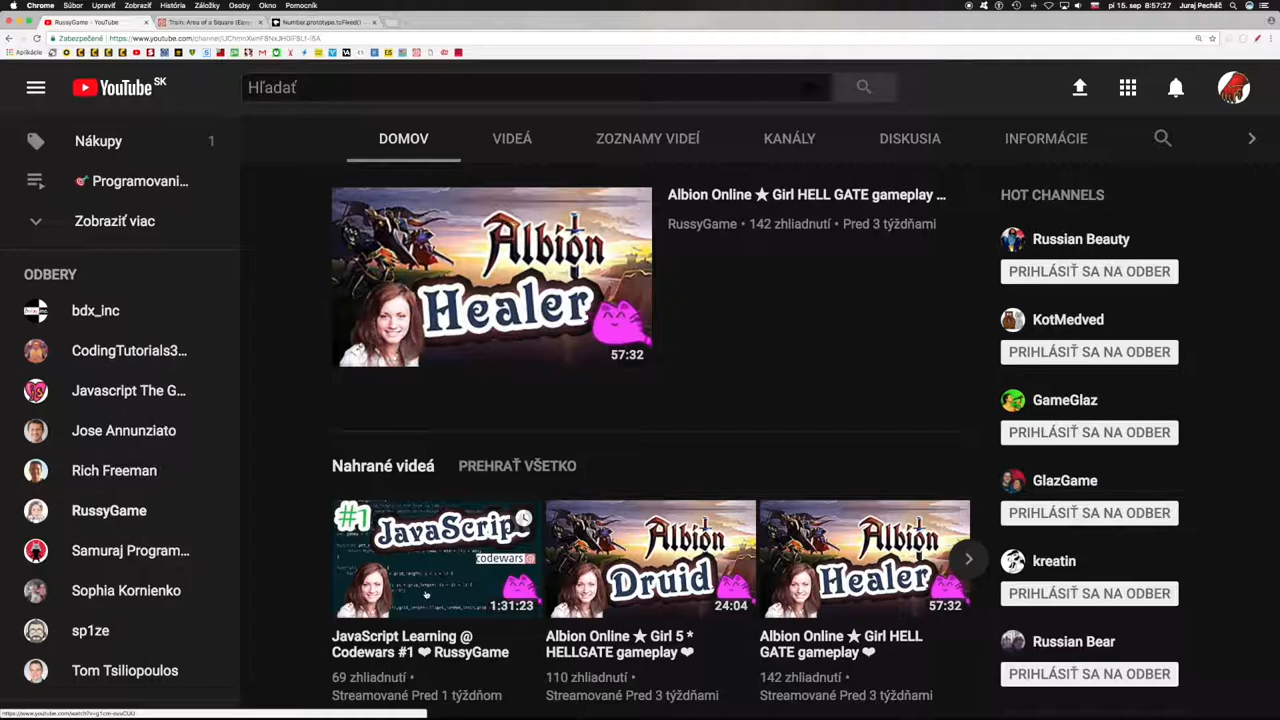 Chrome Súbor Upraviť Zobraziť História Záložky Osoby Okno Pomocník
pi 15. sep 8:57:27 Juraj Pecháč
RussyGame - YouTube
Train: Area of a Square (Easy
Number.prototype.toFixed()
Zabezpečené
Aplikácie
YouTube SK
Hľadať
Nákupy 1
Programovani...
Zobraziť viac
ODBERY
bdx_inc
CodingTutorials3...
Javascript The G...
Jose Annunziato
Rich Freeman
RussyGame
Samuraj Program...
Sophia Kornienko
sp1ze
Tom Tsiliopoulos
DOMOV VIDEÁ ZOZNAMY VIDEÍ KANÁLY DISKUSIA INFORMÁCIE
Albion
Healer
57:32
Albion Online ★ Girl HELL GATE gameplay ...
RussyGame • 142 zhliadnutí • Pred 3 týždňami
Nahrané videá PREHRAŤ VŠETKO
#1 JavaScript
codewars
1:31:23
JavaScript Learning @
Codewars #1 ❤ RussyGame
69 zhliadnutí •
Streamované Pred 1 týždňom
Albion
Druid
24:04
Albion Online ★ Girl 5 *
HELLGATE gameplay ❤
110 zhliadnutí •
Streamované Pred 3 týždňami
Albion
Healer
57:32
Albion Online ★ Girl HELL
GATE gameplay ❤
142 zhliadnutí •
Streamované Pred 3 týždňami
HOT CHANNELS
Russian Beauty
PRIHLÁSIŤ SA NA ODBER
KotMedved
PRIHLÁSIŤ SA NA ODBER
GameGlaz
PRIHLÁSIŤ SA NA ODBER
GlazGame
PRIHLÁSIŤ SA NA ODBER
kreatin
PRIHLÁSIŤ SA NA ODBER
Russian Bear
PRIHLÁSIŤ SA NA ODBER